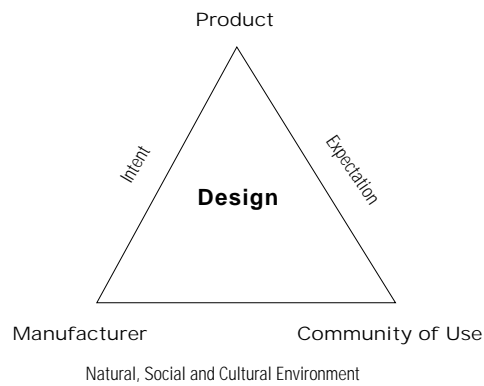 Product
Intent
Expectation
Design
Manufacturer
Community of Use
Natural, Social and Cultural Environment